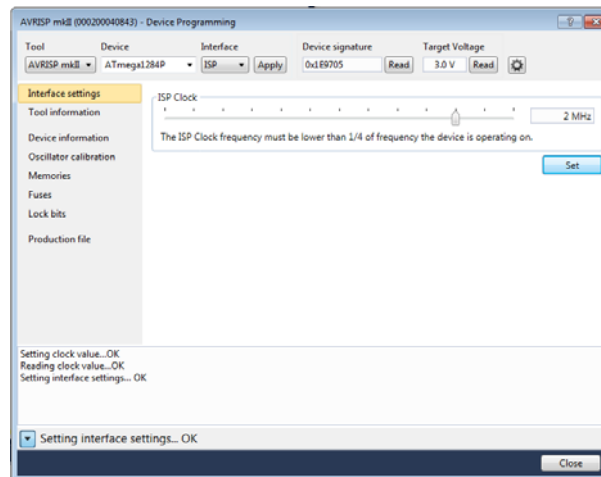 AVRISP mkII (000200040843) - Device Programming
Tool Device Interface Device signature Target Voltage
AVRISP mkII ATmega1284P ISP Apply 0x1E9705 Read 3.0 V Read
Interface settings
Tool information
Device information
Oscillator calibration
Memories
Fuses
Lock bits
Production file
ISP Clock
2 MHz
The ISP Clock frequency must be lower than 1/4 of frequency the device is operating on.
Set
Setting clock value...OK
Reading clock value...OK
Setting interface settings... OK
Setting interface settings... OK
Close